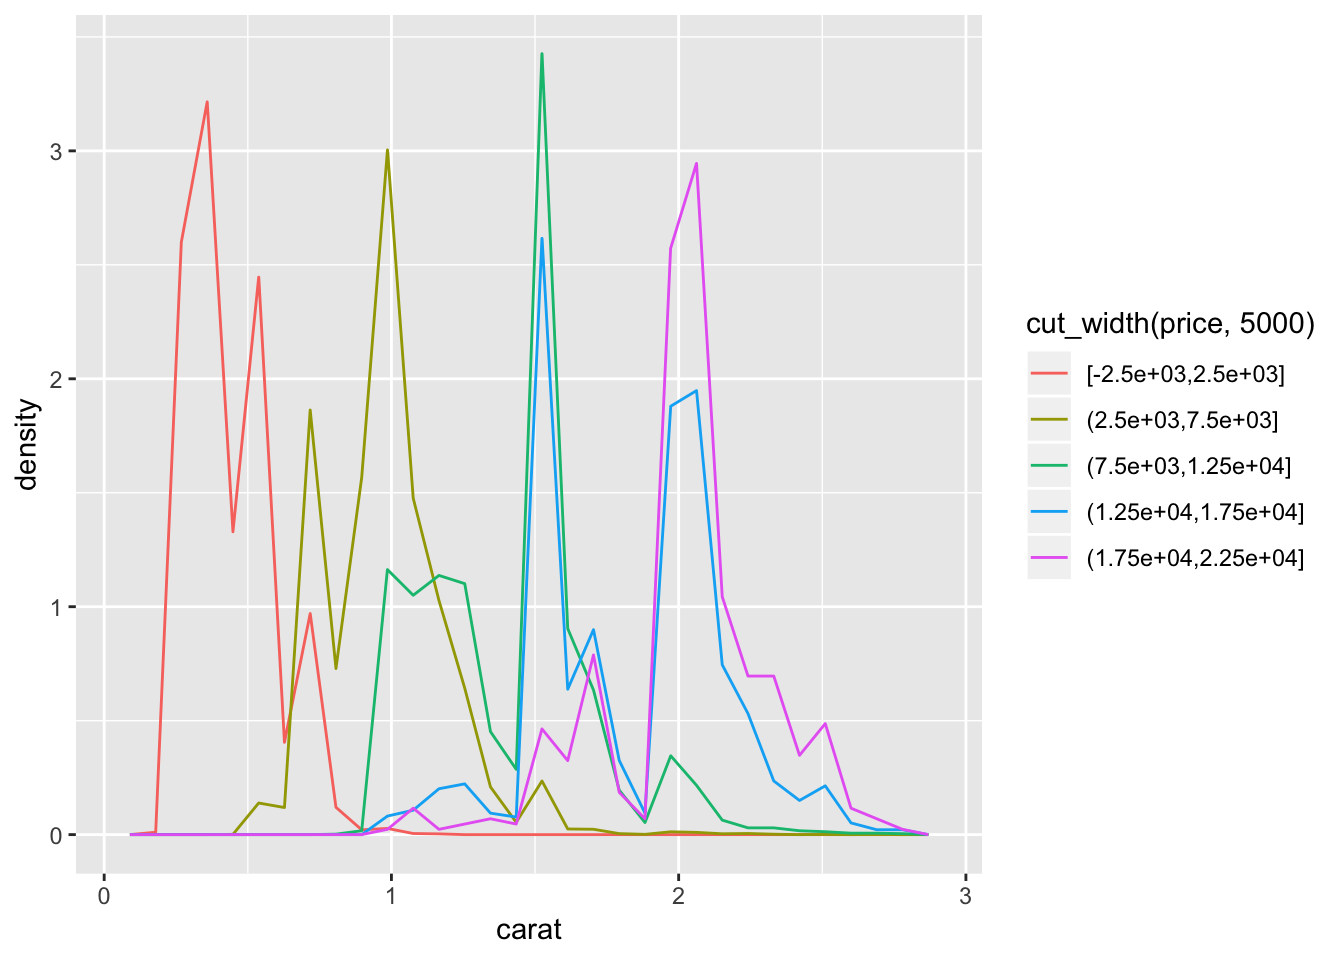 density
3
2
1
0
0 1 2 3
carat
cut_width(price, 5000)
[-2.5e+03,2.5e+03]
(2.5e+03,7.5e+03]
(7.5e+03,1.25e+04]
(1.25e+04,1.75e+04]
(1.75e+04,2.25e+04]